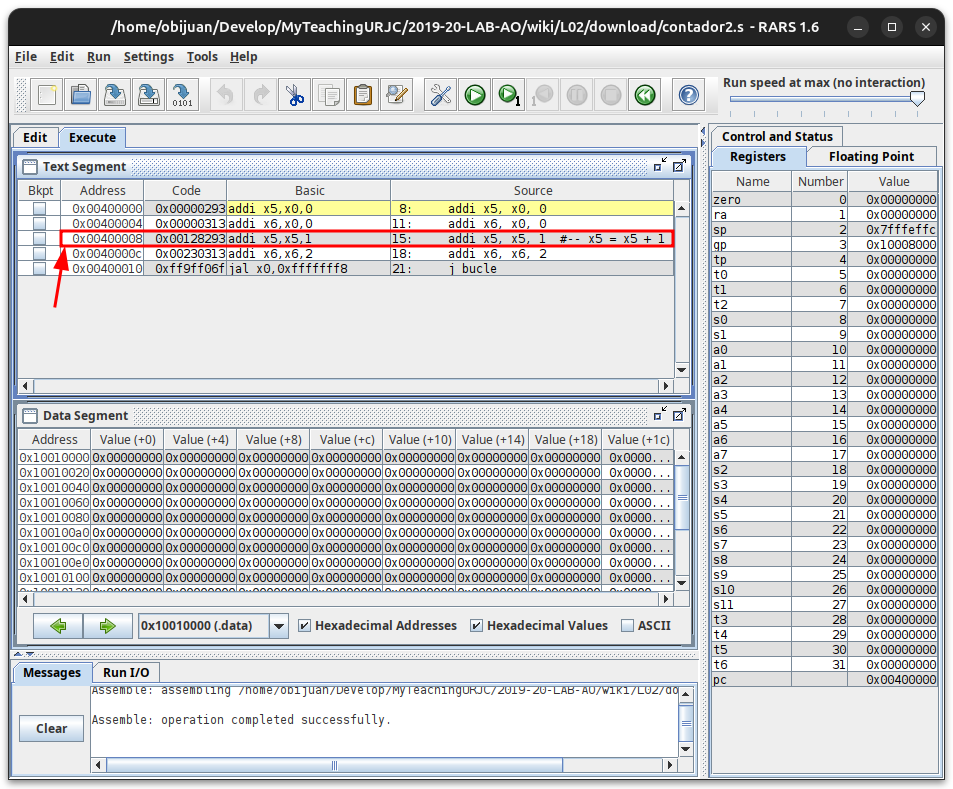 /home/obijuan/Develop/MyTeachingURJC/2019-20-LAB-AO/wiki/L02/download/contador2.s - RARS 1.6
File Edit Run Settings Tools Help
Run speed at max (no interaction)
Edit Execute
Text Segment
Bkpt Address Code Basic Source
0x00400000 0x00000293 addi x5,x0,0 8: addi x5, x0, 0
0x00400004 0x00000313 addi x6,x0,0 11: addi x6, x0, 0
0x00400008 0x00128293 addi x5,x5,1 15: addi x5, x5, 1 #-- x5 = x5 + 1
0x0040000c 0x00230313 addi x6,x6,2 18: addi x6, x6, 2
0x00400010 0xff9ff06f jal x0,0xfffffff8 21: j bucle
Data Segment
Address Value (+0) Value (+4) Value (+8) Value (+c) Value (+10) Value (+14) Value (+18) Value (+1c)
0x10010000 0x00000000 0x00000000 0x00000000 0x00000000 0x00000000 0x00000000 0x00000000 0x0000...
0x10010020 0x00000000 0x00000000 0x00000000 0x00000000 0x00000000 0x00000000 0x00000000 0x0000...
0x10010040 0x00000000 0x00000000 0x00000000 0x00000000 0x00000000 0x00000000 0x00000000 0x0000...
0x10010060 0x00000000 0x00000000 0x00000000 0x00000000 0x00000000 0x00000000 0x00000000 0x0000...
0x10010080 0x00000000 0x00000000 0x00000000 0x00000000 0x00000000 0x00000000 0x00000000 0x0000...
0x100100a0 0x00000000 0x00000000 0x00000000 0x00000000 0x00000000 0x00000000 0x00000000 0x0000...
0x100100c0 0x00000000 0x00000000 0x00000000 0x00000000 0x00000000 0x00000000 0x00000000 0x0000...
0x100100e0 0x00000000 0x00000000 0x00000000 0x00000000 0x00000000 0x00000000 0x00000000 0x0000...
0x10010100 0x00000000 0x00000000 0x00000000 0x00000000 0x00000000 0x00000000 0x00000000 0x0000...
0x10010000 (.data) Hexadecimal Addresses Hexadecimal Values ASCII
Messages Run I/O
Assemble: assembling /home/obijuan/Develop/MyTeachingURJC/2019-20-LAB-AO/wiki/L02/do
Assemble: operation completed successfully.
Clear
Control and Status
Registers Floating Point
Name Number Value
zero 0 0x00000000
ra 1 0x00000000
sp 2 0x7fffeffc
gp 3 0x10008000
tp 4 0x00000000
t0 5 0x00000000
t1 6 0x00000000
t2 7 0x00000000
s0 8 0x00000000
s1 9 0x00000000
a0 10 0x00000000
a1 11 0x00000000
a2 12 0x00000000
a3 13 0x00000000
a4 14 0x00000000
a5 15 0x00000000
a6 16 0x00000000
a7 17 0x00000000
s2 18 0x00000000
s3 19 0x00000000
s4 20 0x00000000
s5 21 0x00000000
s6 22 0x00000000
s7 23 0x00000000
s8 24 0x00000000
s9 25 0x00000000
s10 26 0x00000000
s11 27 0x00000000
t3 28 0x00000000
t4 29 0x00000000
t5 30 0x00000000
t6 31 0x00000000
pc 0x00400000